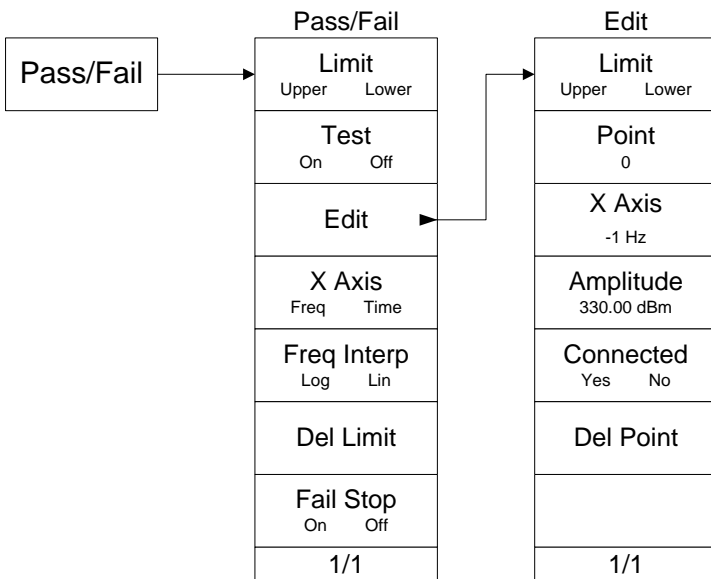 Pass/Fail
Pass/Fail
Limit
Upper Lower
Test
On Off
Edit
X Axis
Freq Time
Freq Interp
Log Lin
Del Limit
Fail Stop
On Off
1/1
Edit
Limit
Upper Lower
Point
0
X Axis
-1 Hz
Amplitude
330.00 dBm
Connected
Yes No
Del Point
1/1